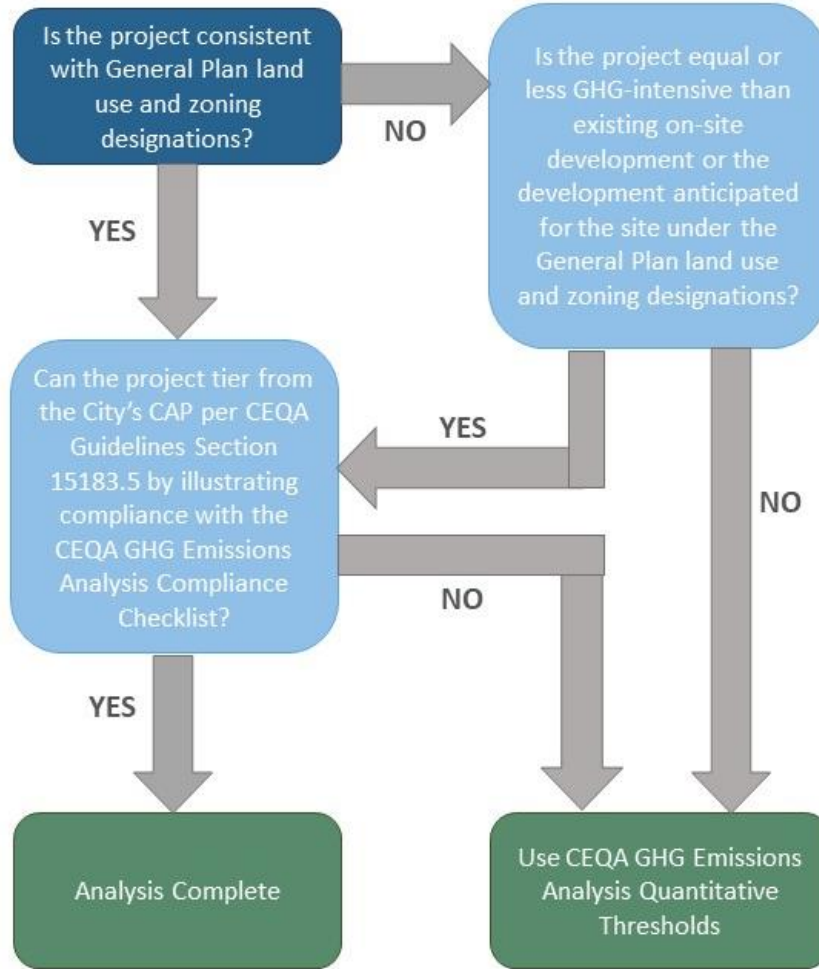 Is the project consistent
with General Plan land
use and zoning
designations?
NO
Is the project equal or
less GHG-intensive than
existing on-site
development or the
development anticipated
for the site under the
General Plan land use
and zoning designations?
YES
Can the project tier from
the City's CAP per CEQA
Guidelines Section
15183.5 by illustrating
compliance with the
CEQA GHG Emissions
Analysis Compliance
Checklist?
YES
NO
NO
YES
Analysis Complete
Use CEQA GHG Emissions
Analysis Quantitative
Thresholds